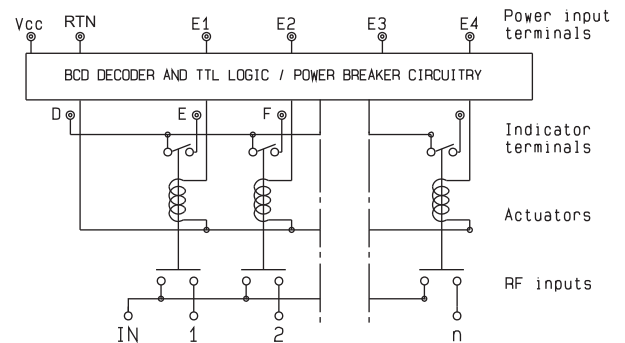 Vcc RTN E1 E2 E3 E4
Power input
terminals
BCD DECODER AND TTL LOGIC / POWER BREAKER CIRCUITRY
D E F
Indicator
terminals
Actuators
RF inputs
IN 1 2 n